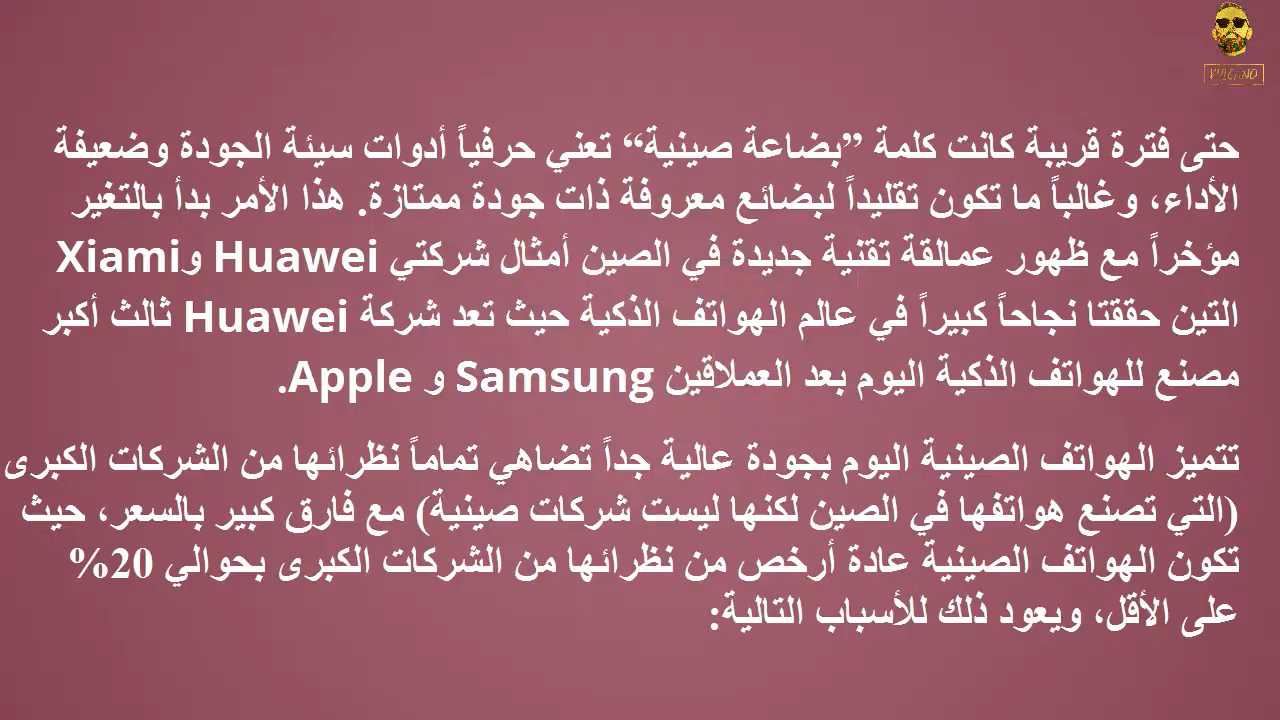 VULCANO
حتى فترة قريبة كانت كلمة ”بضاعة صينية“ تعني حرفياً أدوات سيئة الجودة وضعيفة
الأداء، وغالباً ما تكون تقليداً لبضائع معروفة ذات جودة ممتازة. هذا الأمر بدأ بالتغير
مؤخراً مع ظهور عمالقة تقنية جديدة في الصين أمثال شركتي Huawei وXiami
التين حققتا نجاحاً كبيراً في عالم الهواتف الذكية حيث تعد شركة Huawei ثالث أكبر
مصنع للهواتف الذكية اليوم بعد العملاقين Samsung و Apple.
تتميز الهواتف الصينية اليوم بجودة عالية جداً تضاهي تماماً نظرائها من الشركات الكبرى
(التي تصنع هواتفها في الصين لكنها ليست شركات صينية) مع فارق كبير بالسعر، حيث
تكون الهواتف الصينية عادة أرخص من نظرائها من الشركات الكبرى بحوالي 20%
على الأقل، ويعود ذلك للأسباب التالية: